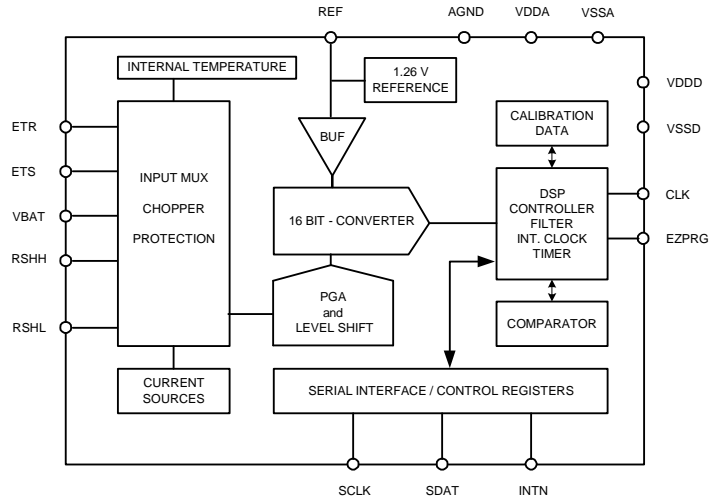 REF
AGND
VDDA
VSSA
INTERNAL TEMPERATURE
1.26 V
REFERENCE
VDDD
ETR
BUF
CALIBRATION
DATA
VSSD
ETS
INPUT MUX
CHOPPER
PROTECTION
VBAT
16 BIT - CONVERTER
DSP
CONTROLLER
FILTER
INT. CLOCK
TIMER
CLK
EZPRG
RSHH
PGA
and
LEVEL SHIFT
COMPARATOR
RSHL
CURRENT
SOURCES
SERIAL INTERFACE / CONTROL REGISTERS
SCLK
SDAT
INTN